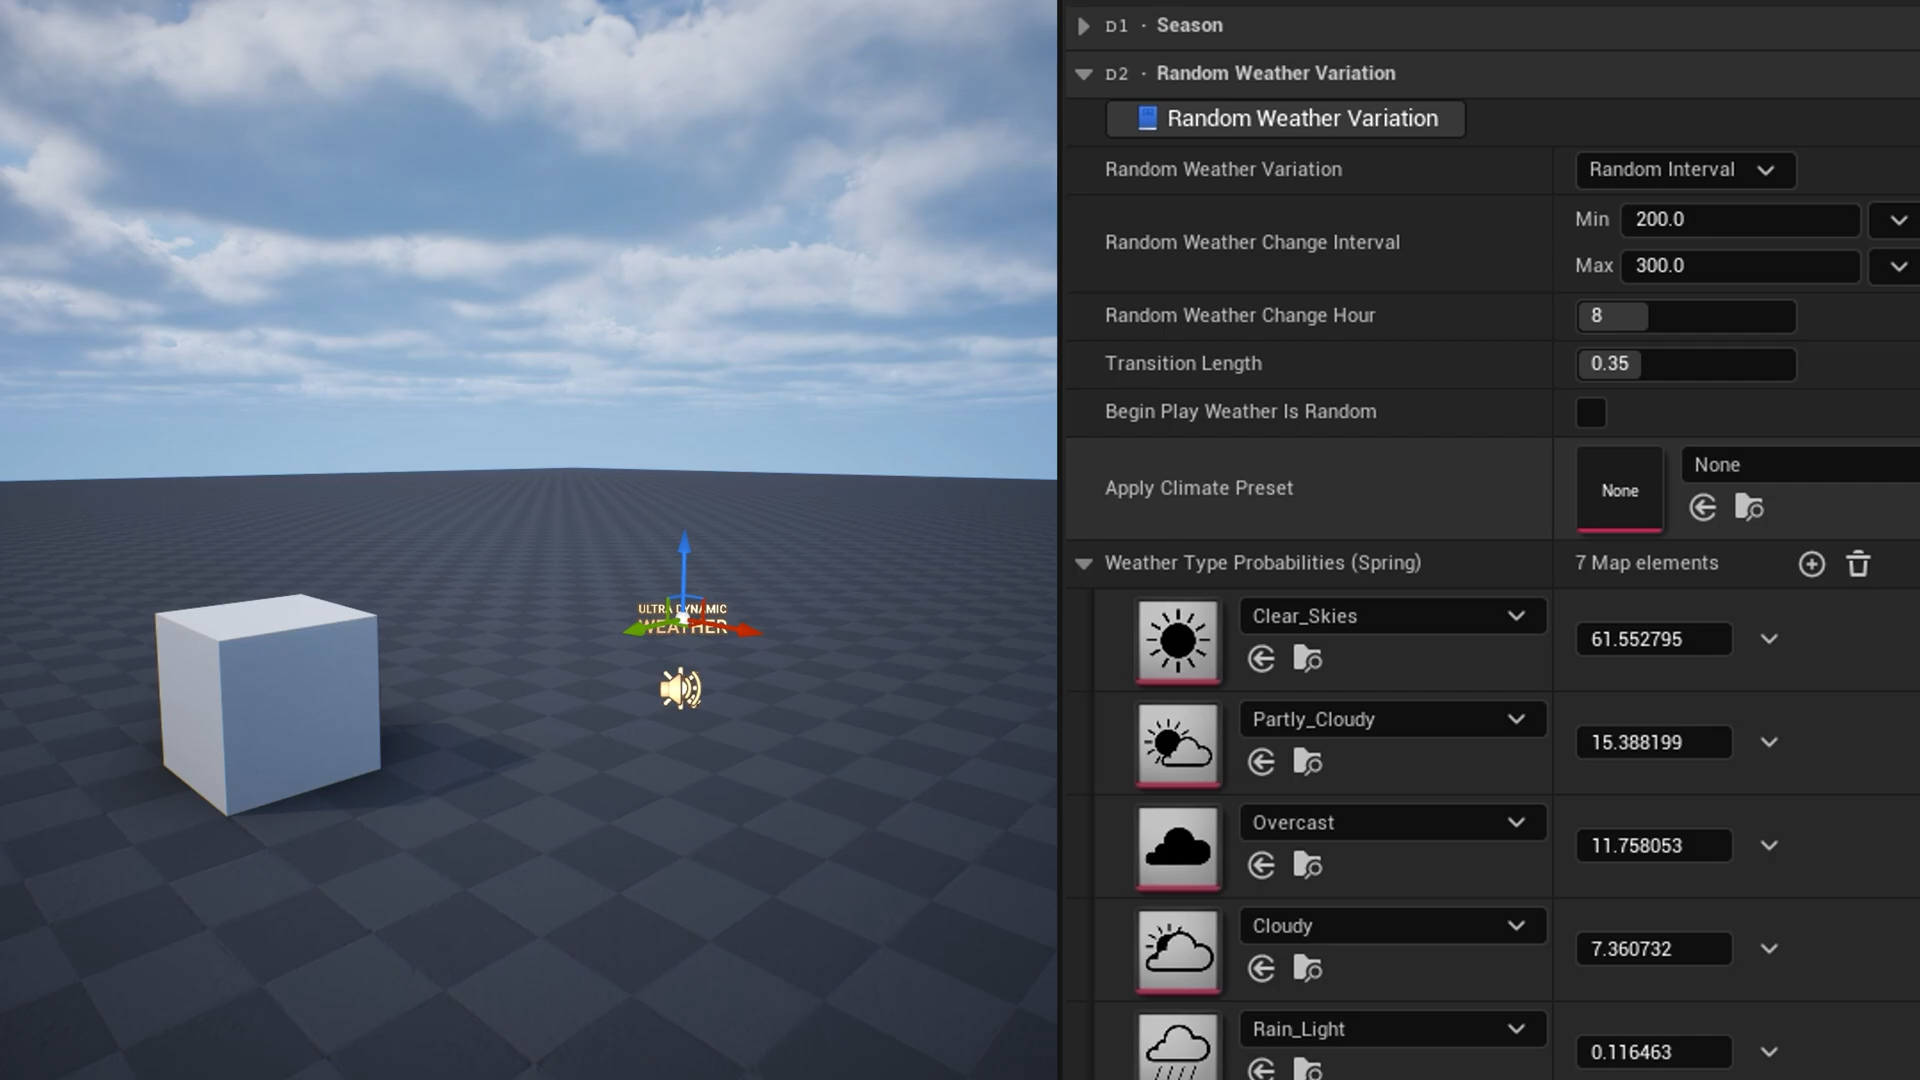 D1 · Season
D2 · Random Weather Variation
Random Weather Variation
Random Weather Variation
Random Interval
Random Weather Change Interval
Min 200.0
Max 300.0
Random Weather Change Hour
8
Transition Length
0.35
Begin Play Weather Is Random
Apply Climate Preset
None
None
Weather Type Probabilities (Spring)
7 Map elements
Clear_Skies
61.552795
Partly_Cloudy
15.388199
Overcast
11.758053
Cloudy
7.360732
Rain_Light
0.116463
ULTRA DYNAMIC
WEATHER